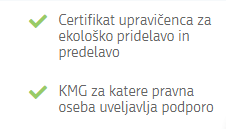 Certifikat upravičenca za
ekološko pridelavo in
predelavo
KMG za katere pravna
oseba uveljavlja podporo